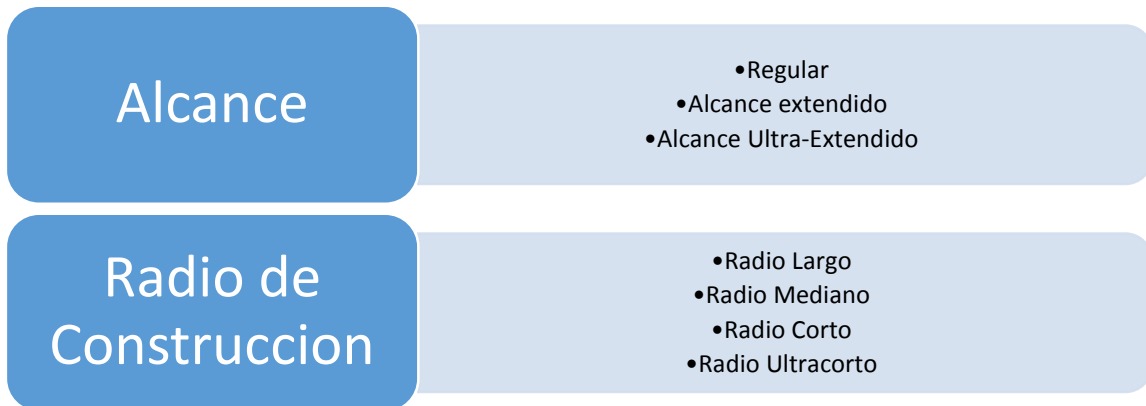 Alcance
•Regular
•Alcance extendido
•Alcance Ultra-Extendido
Radio de
Construccion
•Radio Largo
•Radio Mediano
•Radio Corto
•Radio Ultracorto